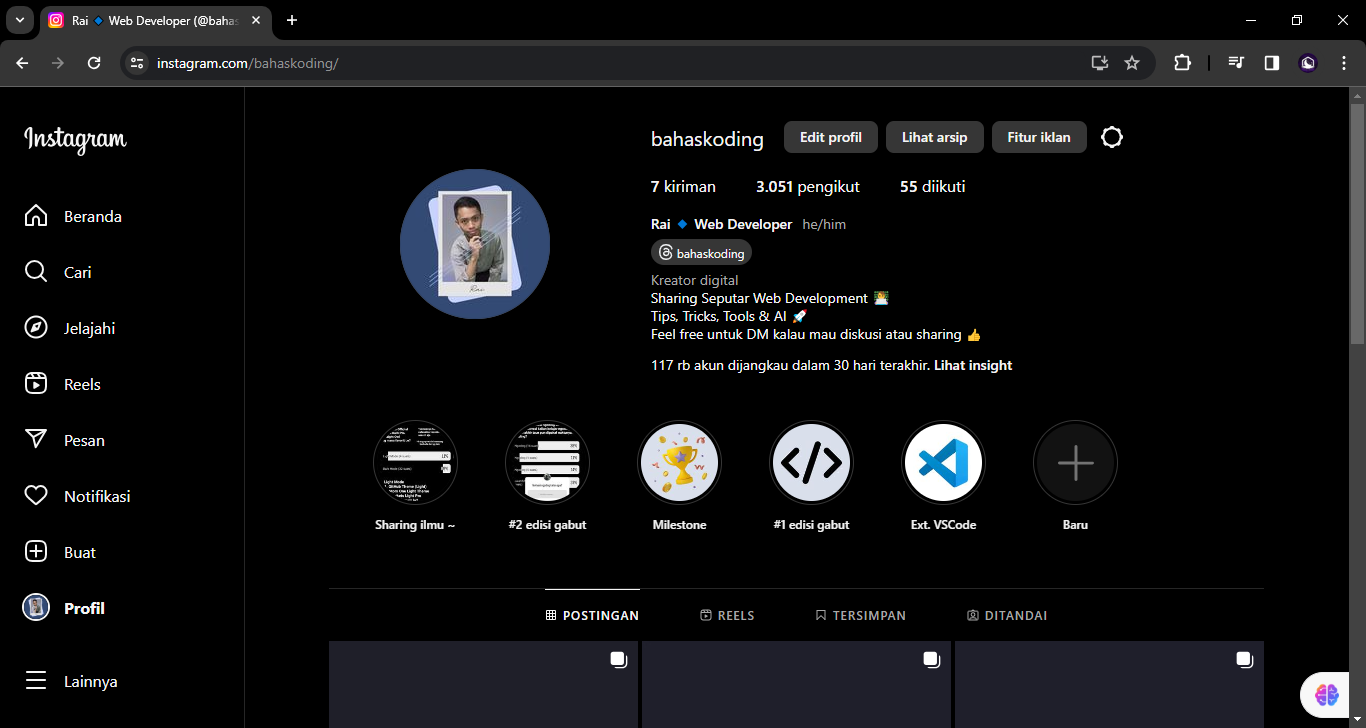 Rai 🔹 Web Developer (@bahas
instagram.com/bahaskoding/
Instagram
Beranda
Cari
Jelajahi
Reels
Pesan
Notifikasi
Buat
Profil
Lainnya
bahaskoding
Edit profil
Lihat arsip
Fitur iklan
7 kiriman
3.051 pengikut
55 diikuti
Rai 🔹 Web Developer he/him
bahaskoding
Kreator digital
Sharing Seputar Web Development 👨‍💻
Tips, Tricks, Tools & AI 🚀
Feel free untuk DM kalau mau diskusi atau sharing 👍
117 rb akun dijangkau dalam 30 hari terakhir. Lihat insight
Rai
Light Mode
</>
Sharing ilmu ~
#2 edisi gabut
Milestone
#1 edisi gabut
Ext. VSCode
Baru
POSTINGAN
REELS
TERSIMPAN
DITANDAI